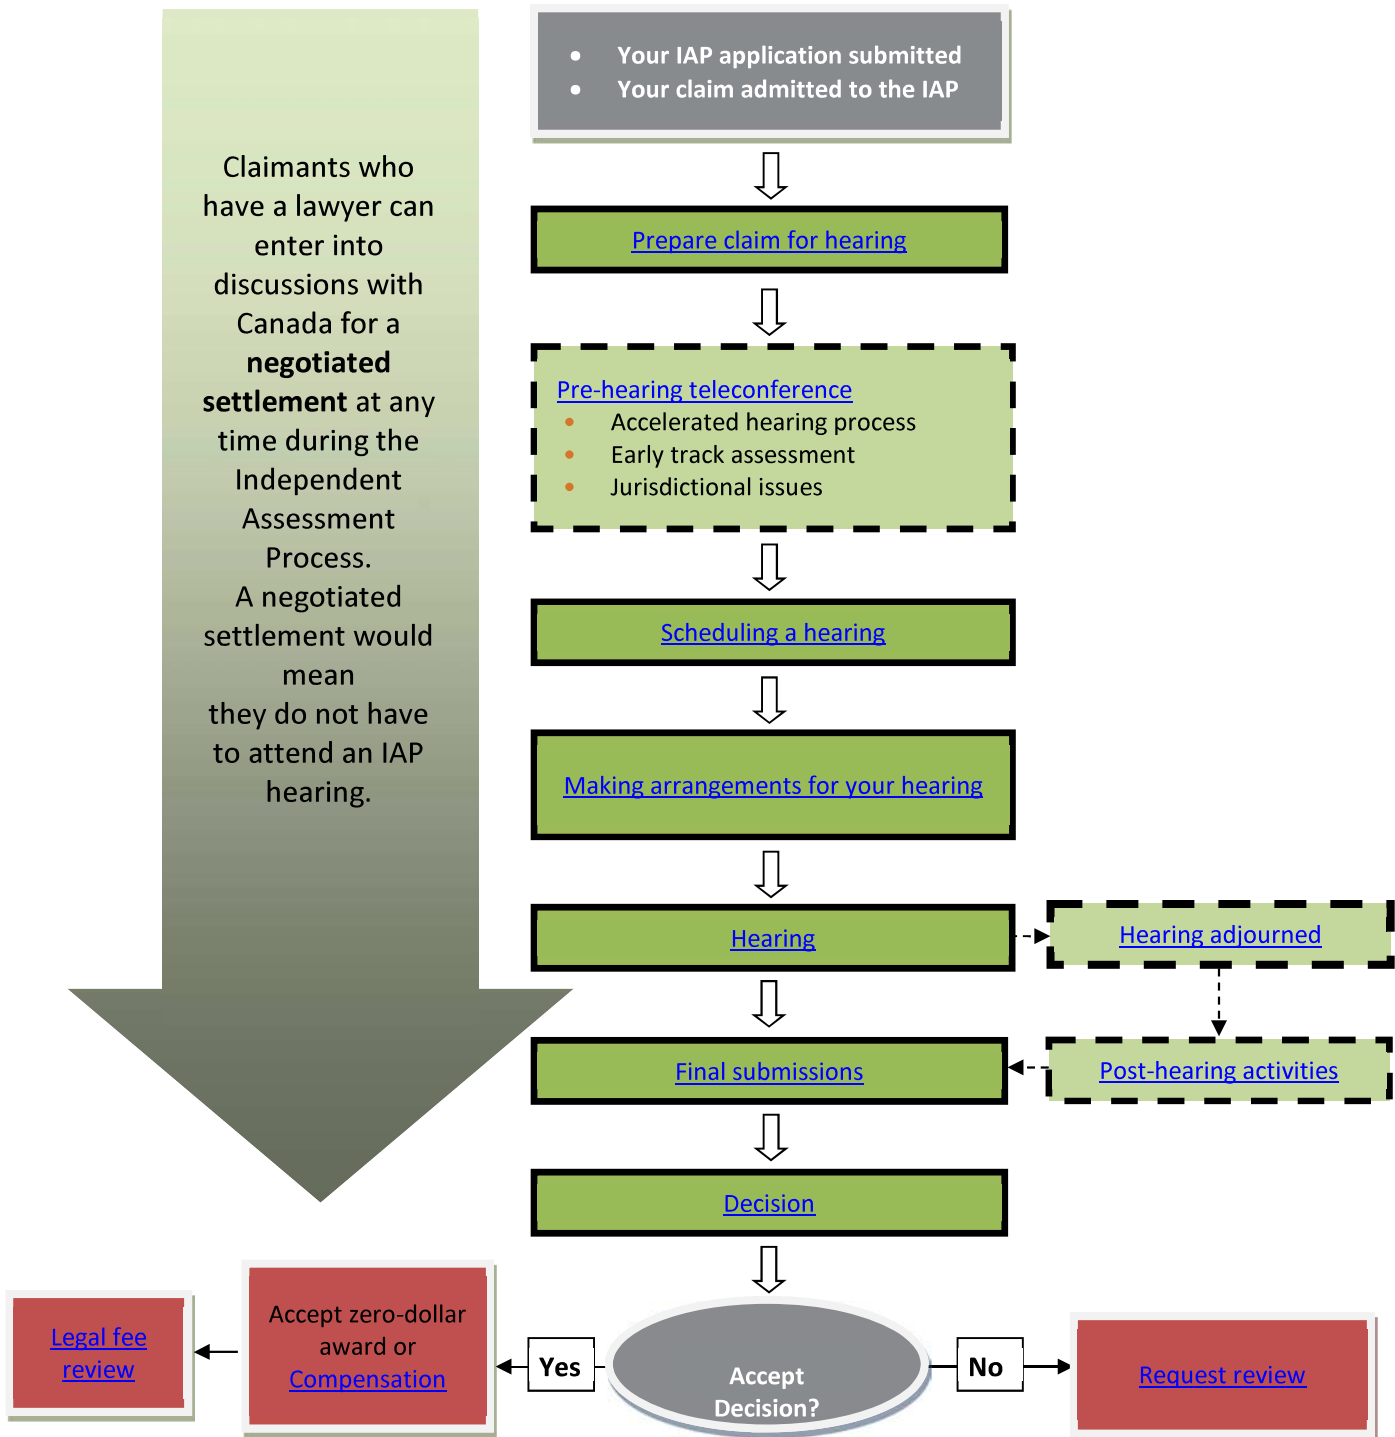 • Your IAP application submitted
• Your claim admitted to the IAP
Claimants who
have a lawyer can
enter into
discussions with
Canada for a
negotiated
settlement at any
time during the
Independent
Assessment
Process.
A negotiated
settlement would
mean
they do not have
to attend an IAP
hearing.
Prepare claim for hearing
Pre-hearing teleconference
• Accelerated hearing process
• Early track assessment
• Jurisdictional issues
Scheduling a hearing
Making arrangements for your hearing
Hearing
Hearing adjourned
Final submissions
Post-hearing activities
Decision
Legal fee
review
Accept zero-dollar
award or
Compensation
Yes
Accept
Decision?
No
Request review